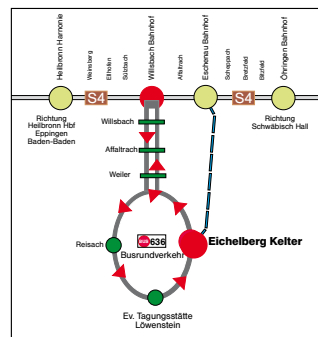 Heilbronn Harmonie
Weinsberg
Ellhofen
Sülzbach
Willsbach Bahnhof
Affaltrach
Eschenau Bahnhof
Scheppach
Bretzfeld
Bitzfeld
Öhringen Bahnhof
S4
S4
Richtung
Heilbronn Hbf
Eppingen
Baden-Baden
Richtung
Schwäbisch Hall
Willsbach
Affaltrach
Weiler
Reisach
636
Busrundverkehr
Eichelberg Kelter
Ev. Tagungsstätte
Löwenstein